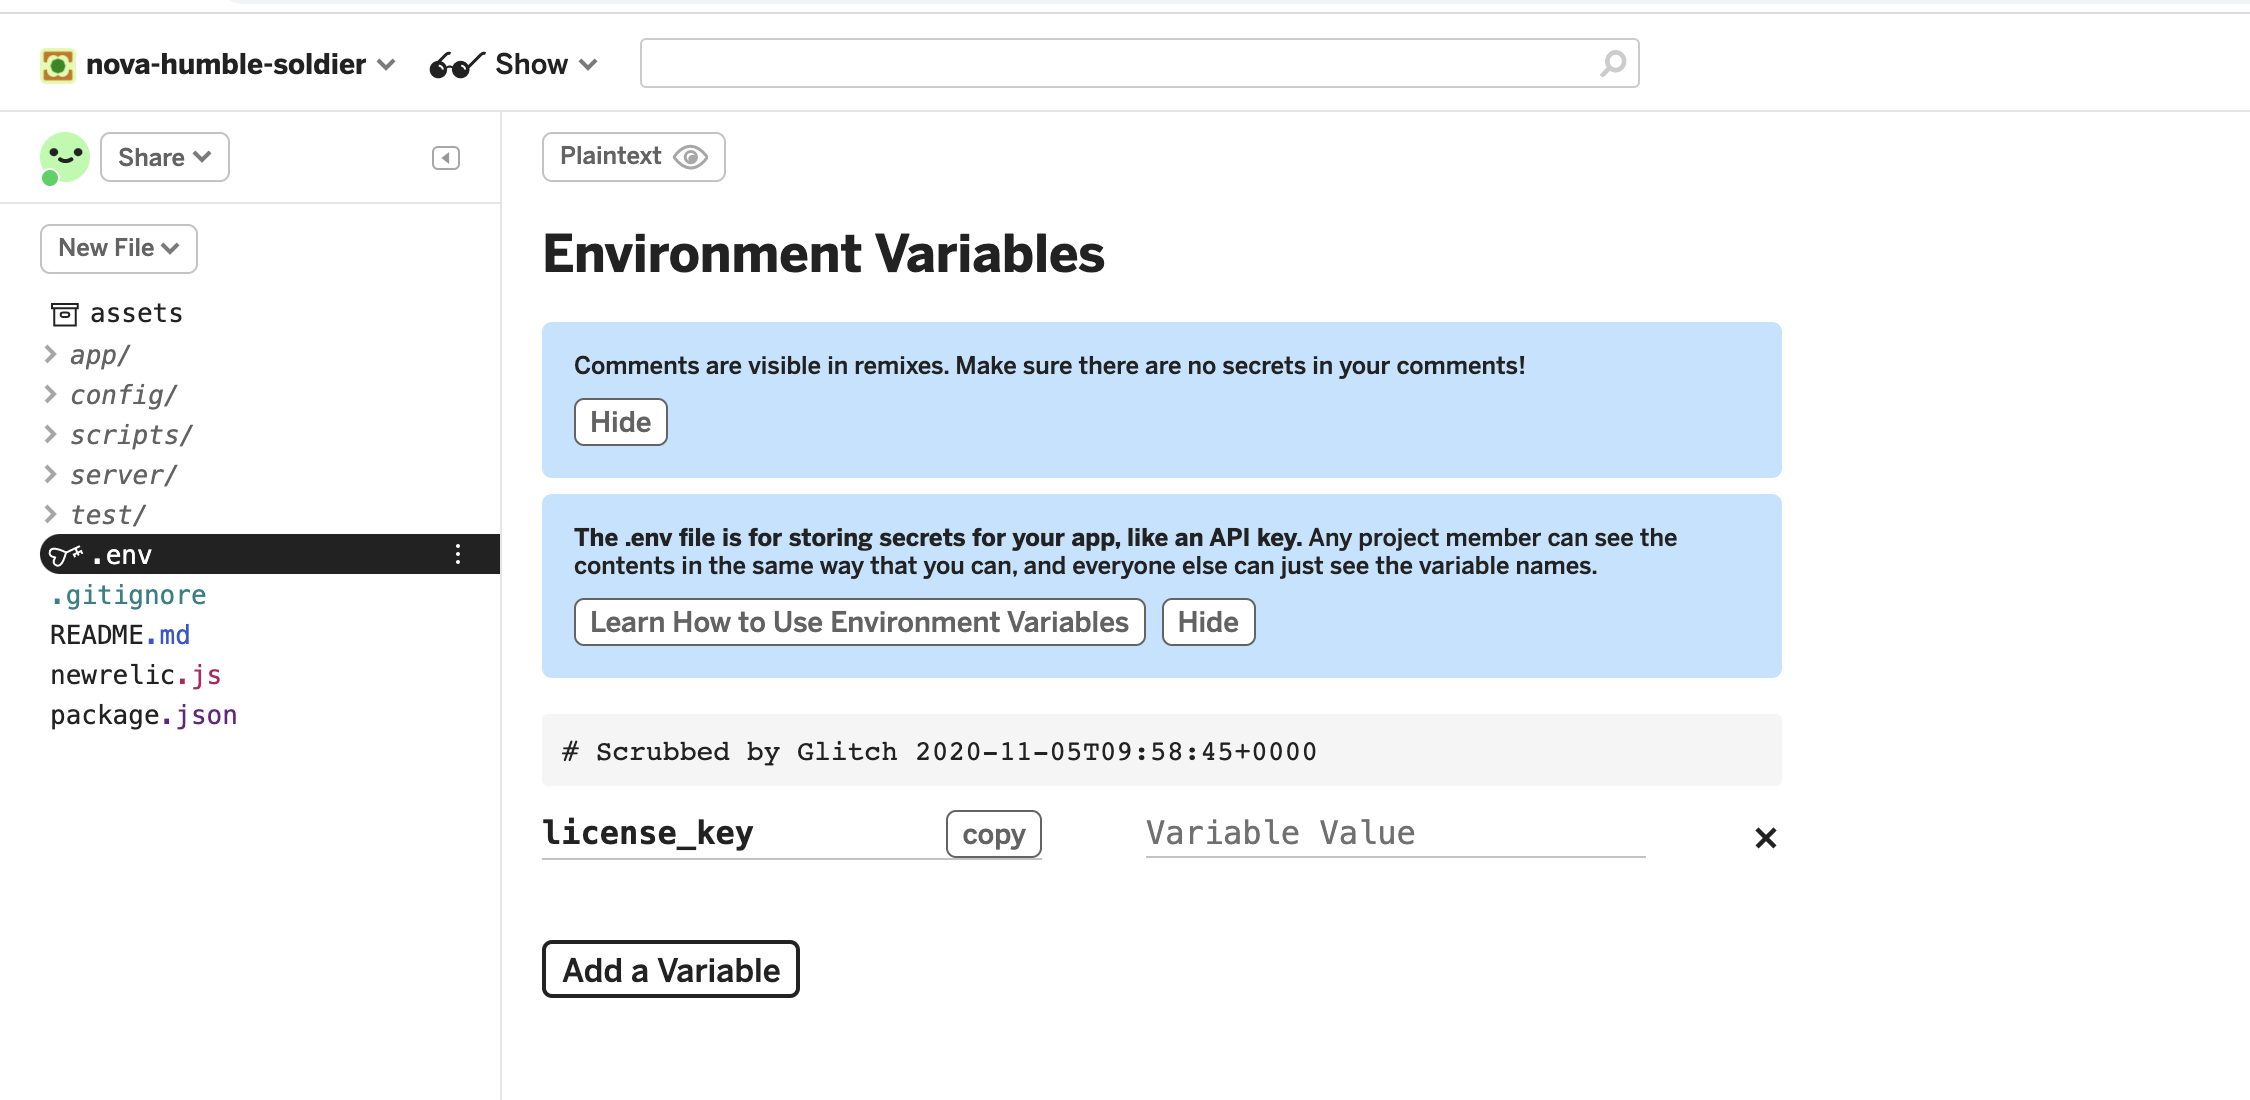 nova-humble-soldier Show
Share
Plaintext
New File
Environment Variables
assets
app/
config/
scripts/
server/
test/
.env
.gitignore
README.md
newrelic.js
package.json
Comments are visible in remixes. Make sure there are no secrets in your comments!
Hide
The .env file is for storing secrets for your app, like an API key. Any project member can see the
contents in the same way that you can, and everyone else can just see the variable names.
Learn How to Use Environment Variables Hide
# Scrubbed by Glitch 2020-11-05T09:58:45+0000
license_key copy Variable Value
Add a Variable